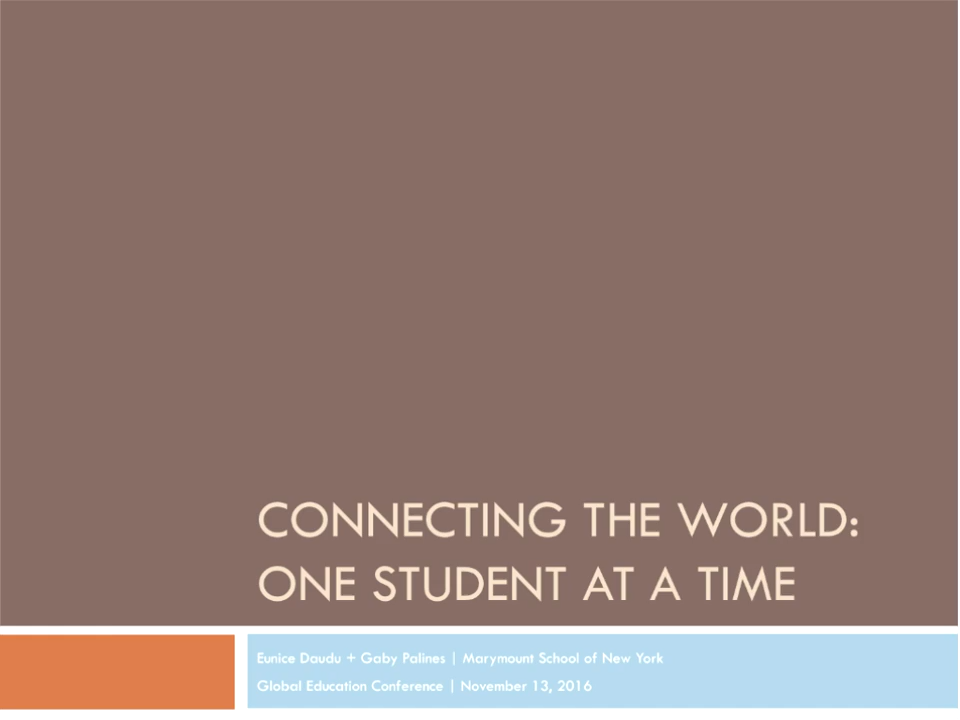 CONNECTING THE WORLD:
ONE STUDENT AT A TIME
Eunice Daudu + Gaby Palines | Marymount School of New York
Global Education Conference | November 13, 2016